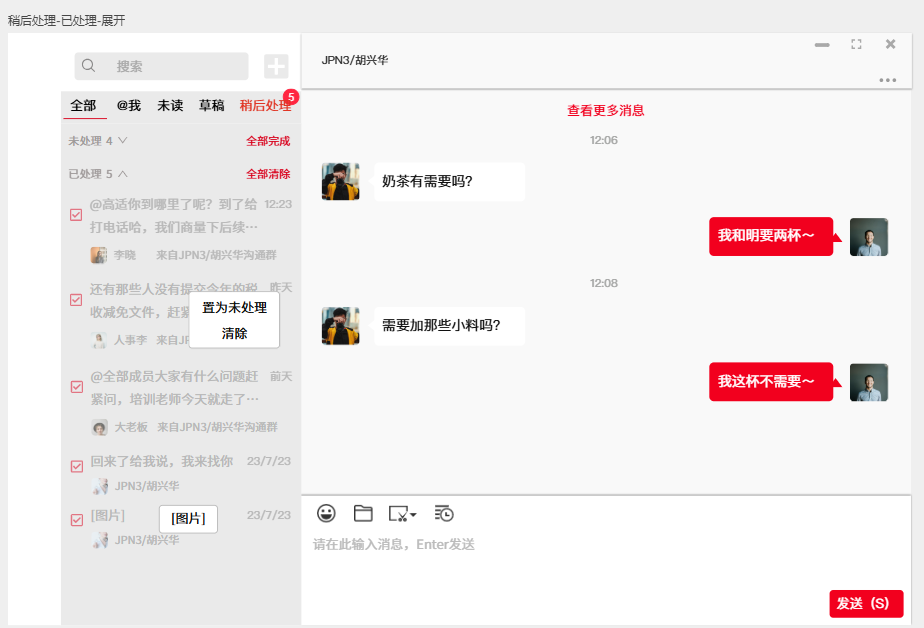 稍后处理-已处理-展开
搜索
全部
@我
未读
草稿
稍后处理
5
未处理 4
全部完成
已处理 5
全部清除
@高适你到哪里了呢？到了给
12:23
打电话哈，我们商量下后续…
李晓
来自JPN3/胡兴华沟通群
还有那些人没有提交今年的税
昨天
收减免文件，赶紧
人事李
来自JP
置为未处理
清除
@全部成员大家有什么问题赶
前天
紧问，培训老师今天就走了…
大老板
来自JPN3/胡兴华沟通群
回来了给我说，我来找你
23/7/23
JPN3/胡兴华
[图片]
[图片]
23/7/23
JPN3/胡兴华
JPN3/胡兴华
查看更多消息
12:06
奶茶有需要吗?
我和明要两杯～
12:08
需要加那些小料吗?
我这杯不需要～
请在此输入消息，Enter发送
发送（S）